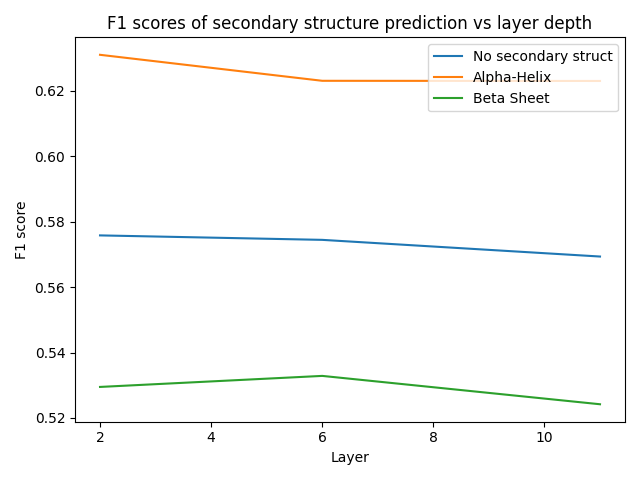 F1 scores of secondary structure prediction vs layer depth
No secondary struct
Alpha-Helix
Beta Sheet
F1 score
0.62
0.60
0.58
0.56
0.54
0.52
2 4 6 8 10
Layer